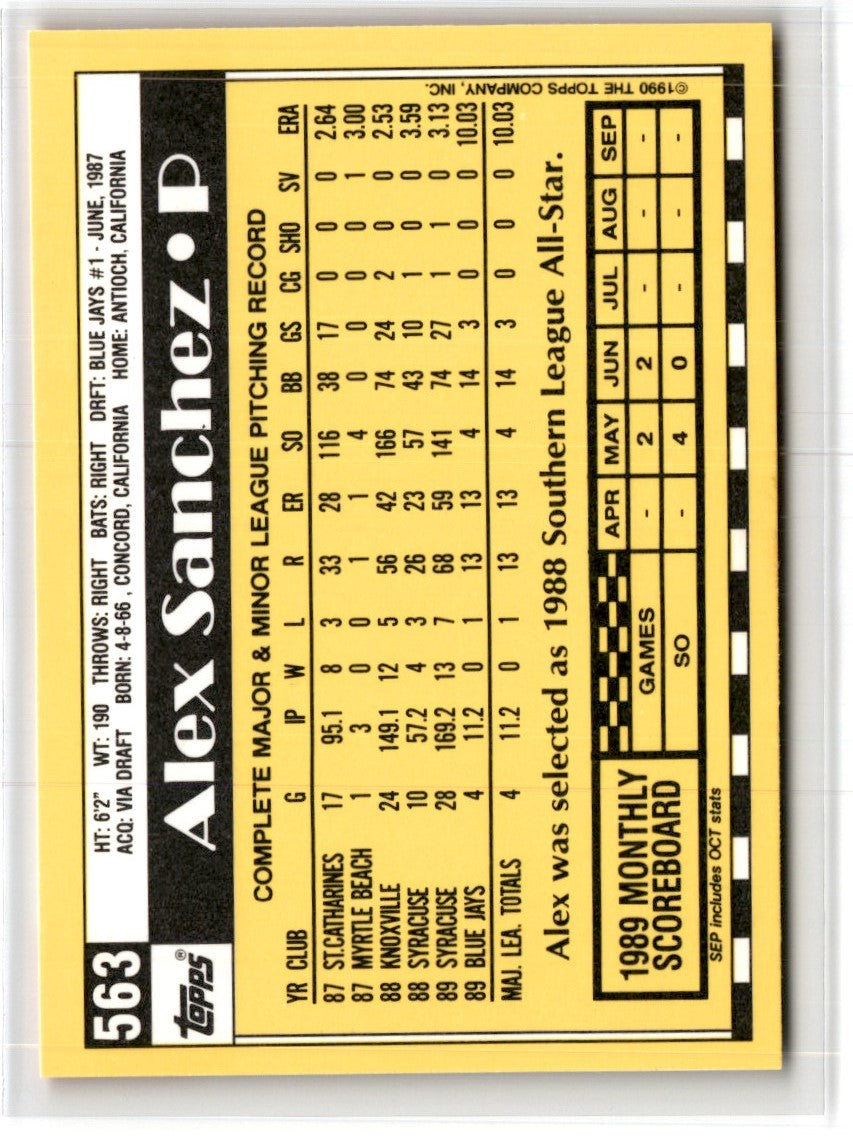 563
HT: 6'2" WT: 190 THROWS: RIGHT BATS: RIGHT DRFT: BLUE JAYS #1 - JUNE, 1987
ACQ: VIA DRAFT BORN: 4-8-66 , CONCORD, CALIFORNIA HOME: ANTIOCH, CALIFORNIA
TOPPS®
Alex Sanchez • P
COMPLETE MAJOR & MINOR LEAGUE PITCHING RECORD
YR CLUB G IP W L R ER SO BB GS CG SHO SV ERA
87 ST.CATHARINES 17 95.1 8 3 33 28 116 38 17 0 0 0 2.64
87 MYRTLE BEACH 1 3 0 0 1 1 4 0 0 0 0 1 3.00
88 KNOXVILLE 24 149.1 12 5 56 42 166 74 24 2 0 0 2.53
88 SYRACUSE 10 57.2 4 3 26 23 57 43 10 1 0 0 3.59
89 SYRACUSE 28 169.2 13 7 68 59 141 74 27 1 1 0 3.13
89 BLUE JAYS 4 11.2 0 1 13 13 4 14 3 0 0 0 10.03
MAJ. LEA. TOTALS 4 11.2 0 1 13 13 4 14 3 0 0 0 10.03
Alex was selected as 1988 Southern League All-Star.
1989 MONTHLY
SCOREBOARD
APR MAY JUN JUL AUG SEP
GAMES - 2 2 - - -
SO - 4 0 - - -
SEP includes OCT stats
©1990 THE TOPPS COMPANY, INC.